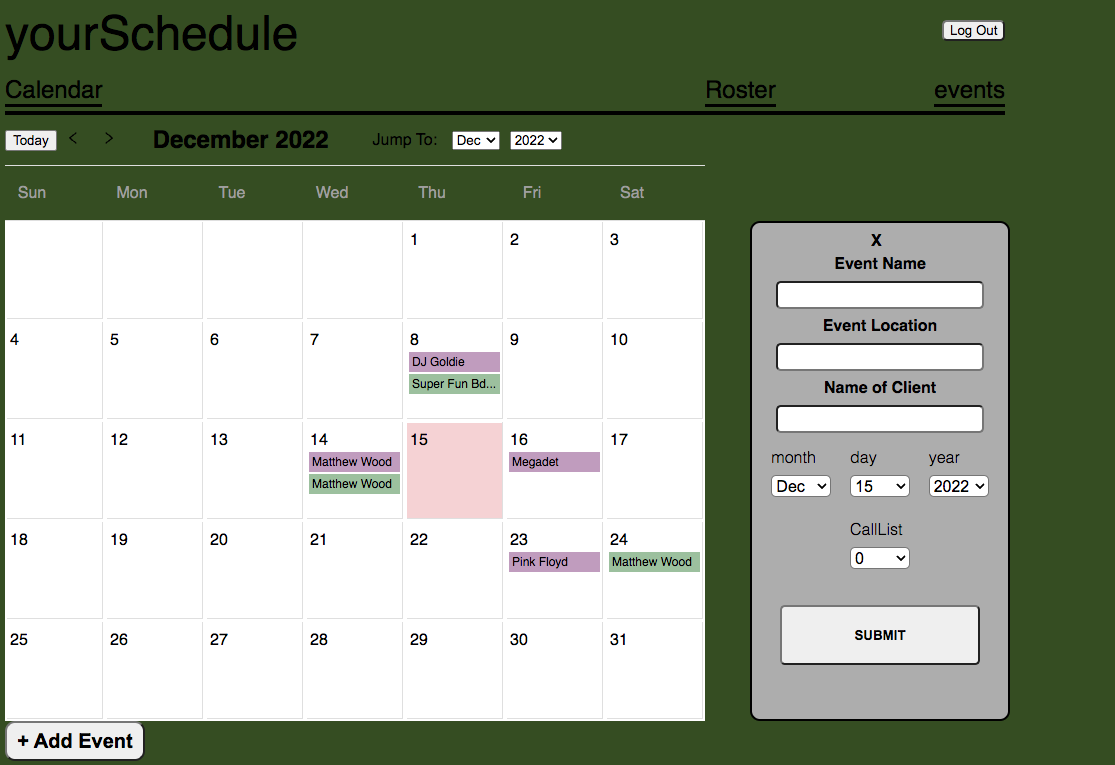 yourSchedule
Log Out
Calendar Roster events
Today < > December 2022 Jump To: Dec 2022
Sun Mon Tue Wed Thu Fri Sat
1 2 3
4 5 6 7 8 9 10
DJ Goldie
Super Fun Bd...
11 12 13 14 15 16 17
Matthew Wood Megadet
Matthew Wood
18 19 20 21 22 23 24
Pink Floyd Matthew Wood
25 26 27 28 29 30 31
+ Add Event
X
Event Name
Event Location
Name of Client
month day year
Dec 15 2022
CallList
0
SUBMIT